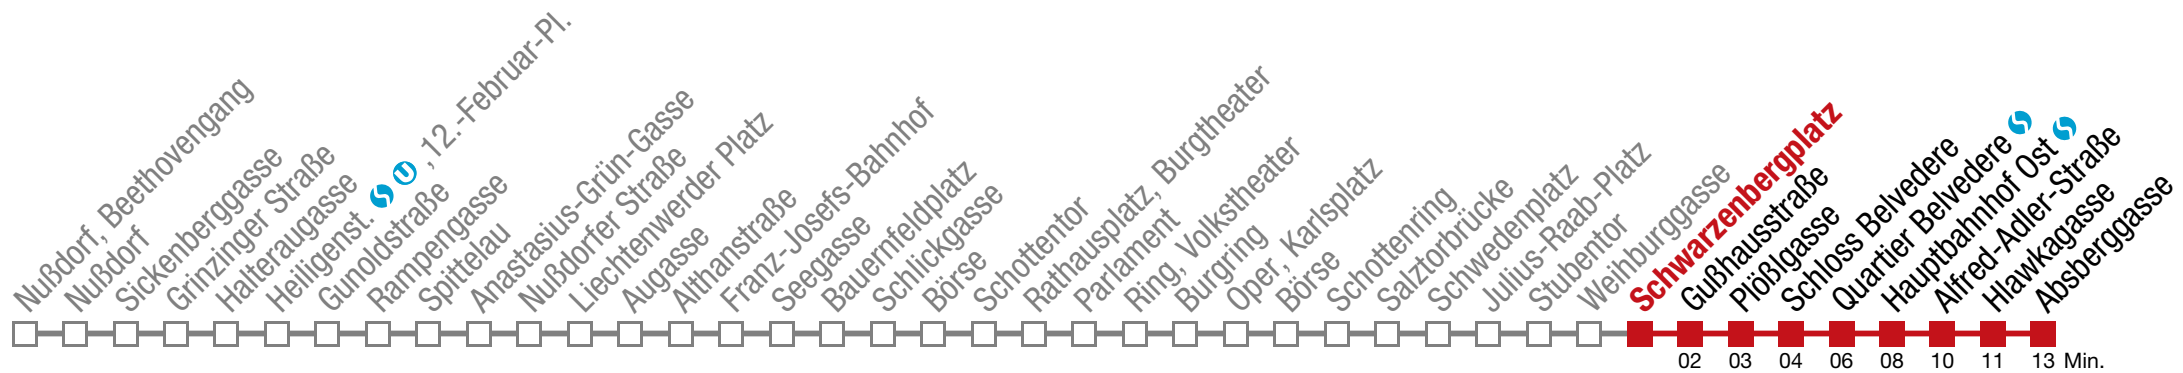 Nußdorf, Beethovengang
Nußdorf
Sickenberggasse
Grinzinger Straße
Halteraugasse
Heiligenst. S U , 12.-Februar-Pl.
Gunoldstraße
Rampengasse
Spittelau
Anastasius-Grün-Gasse
Nußdorfer Straße
Liechtenwerder Platz
Augasse
Althanstraße
Franz-Josefs-Bahnhof
Seegasse
Bauernfeldplatz
Schlickgasse
Börse
Schottentor
Rathausplatz, Burgtheater
Parlament
Ring, Volkstheater
Burgring
Oper, Karlsplatz
Börse
Schottenring
Salztorbrücke
Schwedenplatz
Julius-Raab-Platz
Stubentor
Weihburggasse
Schwarzenbergplatz
Gußhausstraße
Plößlgasse
Schloss Belvedere
Quartier Belvedere S
Hauptbahnhof Ost S
Alfred-Adler-Straße
Hlawkagasse
Absberggasse
02 03 04 06 08 10 11 13 Min.